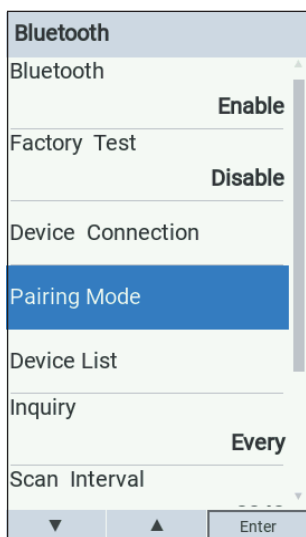 Bluetooth
Bluetooth
Enable
Factory Test
Disable
Device Connection
Pairing Mode
Device List
Inquiry
Every
Scan Interval
▼ ▲ Enter